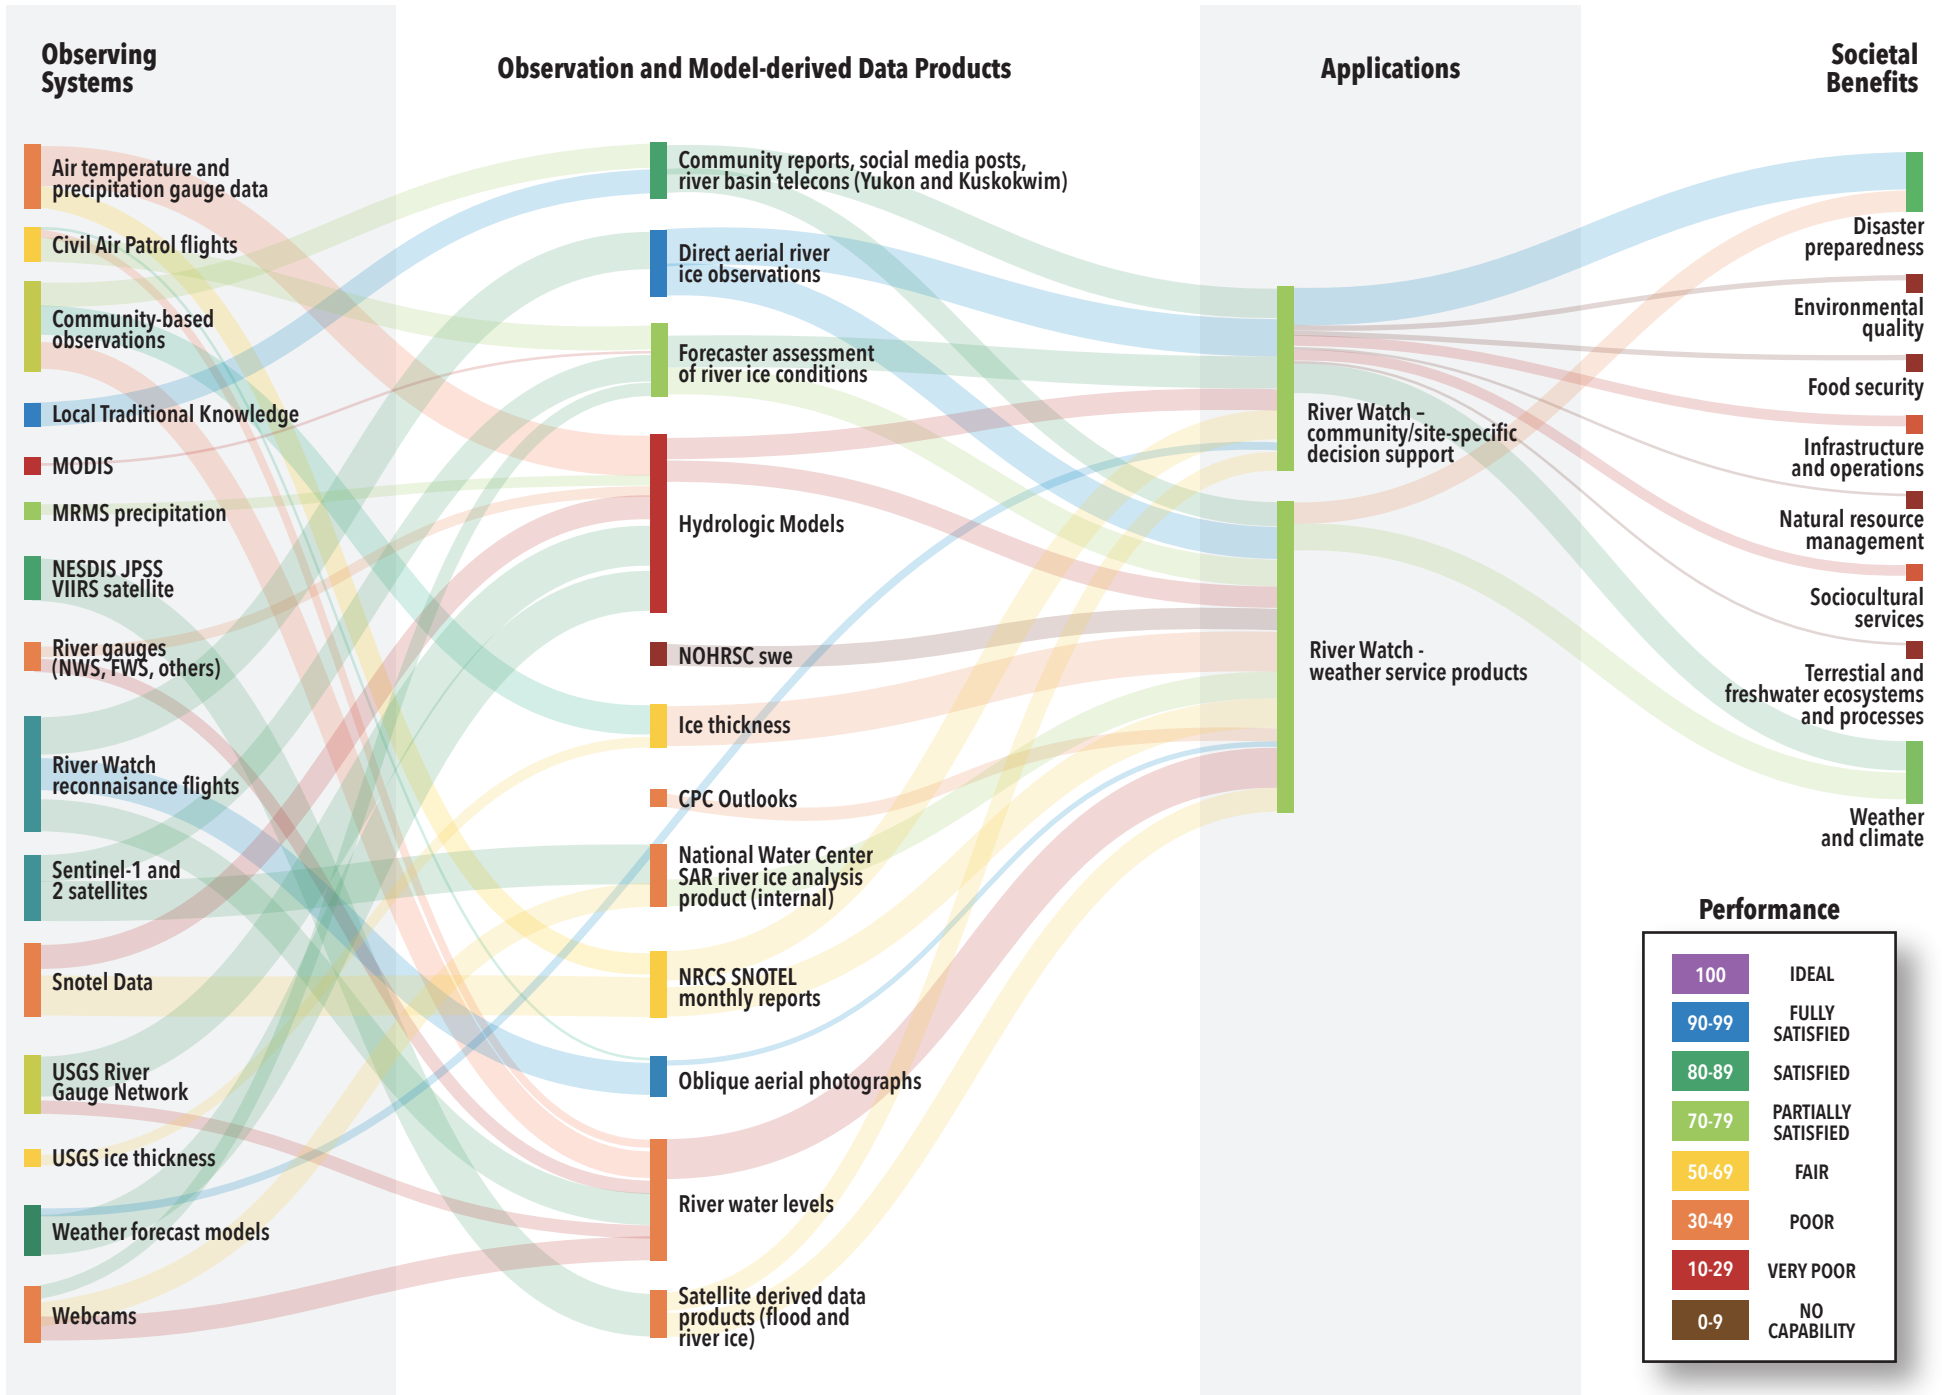 Observing
Systems
Observation and Model-derived Data Products
Applications
Societal
Benefits
Air temperature and
precipitation gauge data
Civil Air Patrol flights
Community-based
observations
Local Traditional Knowledge
MODIS
MRMS precipitation
NESDIS JPSS
VIIRS satellite
River gauges
(NWS, FWS, others)
River Watch
reconnaisance flights
Sentinel-1 and
2 satellites
Snotel Data
USGS River
Gauge Network
USGS ice thickness
Weather forecast models
Webcams
Community reports, social media posts,
river basin telecons (Yukon and Kuskokwim)
Direct aerial river
ice observations
Forecaster assessment
of river ice conditions
Hydrologic Models
NOHRSC swe
Ice thickness
CPC Outlooks
National Water Center
SAR river ice analysis
product (internal)
NRCS SNOTEL
monthly reports
Oblique aerial photographs
River water levels
Satellite derived data
products (flood and
river ice)
River Watch –
community/site-specific
decision support
River Watch -
weather service products
Disaster
preparedness
Environmental
quality
Food security
Infrastructure
and operations
Natural resource
management
Sociocultural
services
Terrestial and
freshwater ecosystems
and processes
Weather
and climate
Performance
100 IDEAL
90-99 FULLY
SATISFIED
80-89 SATISFIED
70-79 PARTIALLY
SATISFIED
50-69 FAIR
30-49 POOR
10-29 VERY POOR
0-9 NO
CAPABILITY